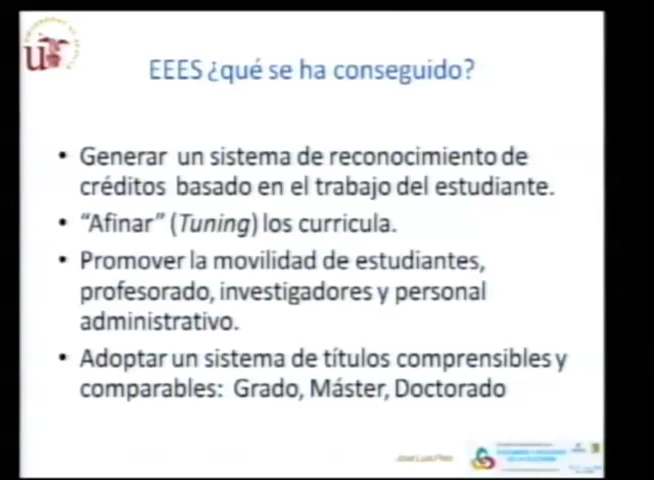 EEES ¿qué se ha conseguido?
• Generar un sistema de reconocimiento de
créditos basado en el trabajo del estudiante.
• “Afinar” (Tuning) los curricula.
• Promover la movilidad de estudiantes,
profesorado, investigadores y personal
administrativo.
• Adoptar un sistema de títulos comprensibles y
comparables: Grado, Máster, Doctorado